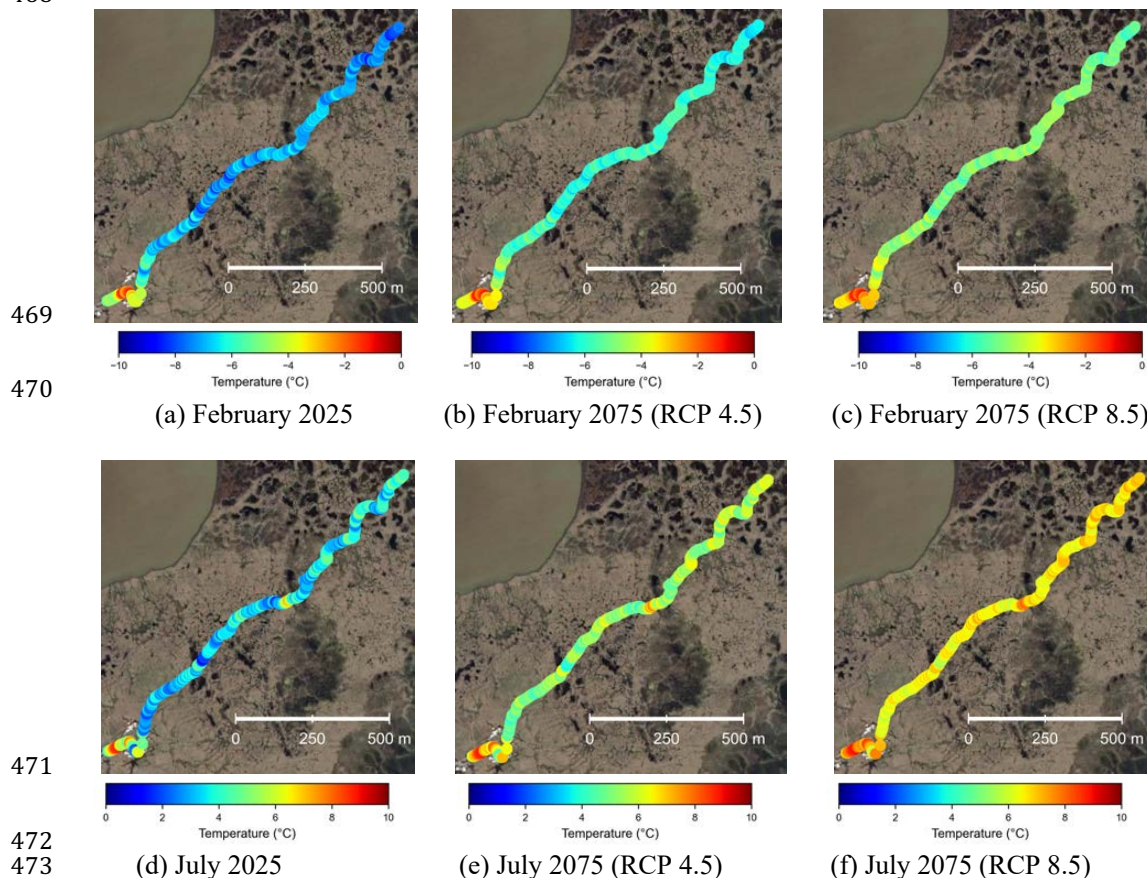 468
0 250 500 m
0 250 500 m
0 250 500 m
469
−10 −8 −6 −4 −2 0
−10 −8 −6 −4 −2 0
−10 −8 −6 −4 −2 0
Temperature (°C)
Temperature (°C)
Temperature (°C)
470
(a) February 2025 (b) February 2075 (RCP 4.5) (c) February 2075 (RCP 8.5)
0 250 500 m
0 250 500 m
0 250 500 m
471
0 2 4 6 8 10
0 2 4 6 8 10
0 2 4 6 8 10
Temperature (°C)
Temperature (°C)
Temperature (°C)
472
473 (d) July 2025 (e) July 2075 (RCP 4.5) (f) July 2075 (RCP 8.5)